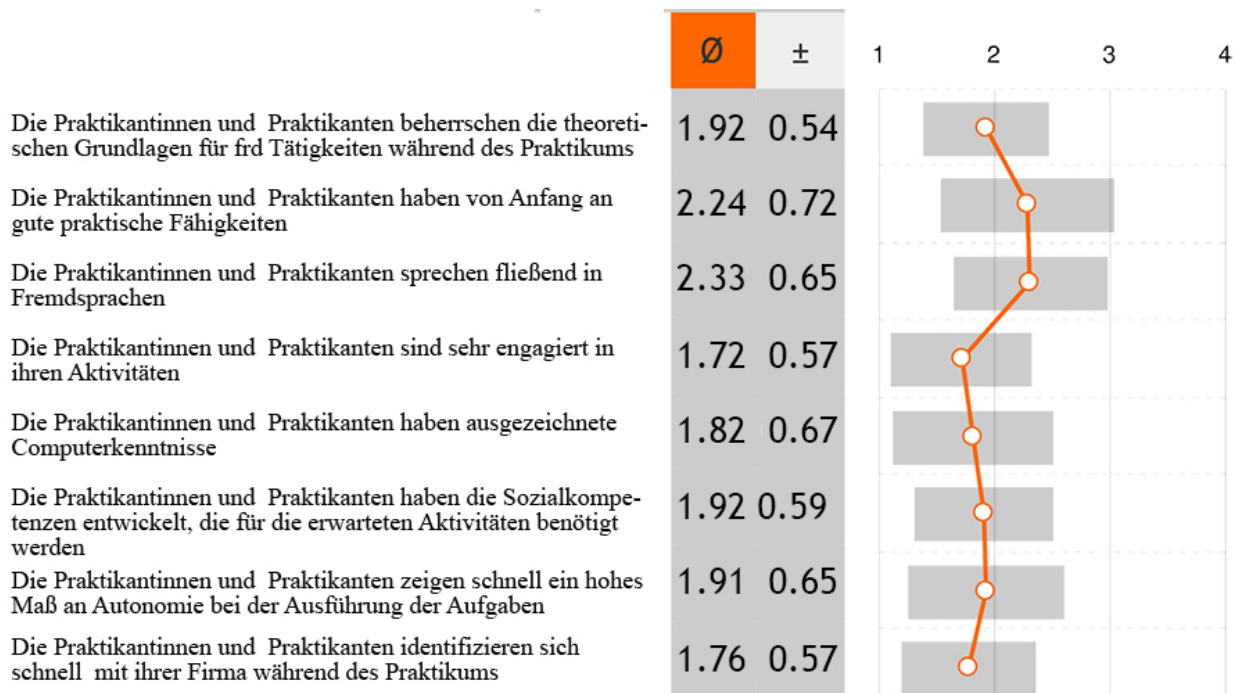 Ø ± 1 2 3 4
Die Praktikantinnen und  Praktikanten beherrschen die theoreti-
schen Grundlagen für frd Tätigkeiten während des Praktikums
1.92 0.54
Die Praktikantinnen und  Praktikanten haben von Anfang an
gute praktische Fähigkeiten
2.24 0.72
Die Praktikantinnen und  Praktikanten sprechen fließend in
Fremdsprachen
2.33 0.65
Die Praktikantinnen und  Praktikanten sind sehr engagiert in
ihren Aktivitäten
1.72 0.57
Die Praktikantinnen und  Praktikanten haben ausgezeichnete
Computerkenntnisse
1.82 0.67
Die Praktikantinnen und  Praktikanten haben die Sozialkompe-
tenzen entwickelt, die für die erwarteten Aktivitäten benötigt
werden
1.92 0.59
Die Praktikantinnen und  Praktikanten zeigen schnell ein hohes
Maß an Autonomie bei der Ausführung der Aufgaben
1.91 0.65
Die Praktikantinnen und  Praktikanten identifizieren sich
schnell  mit ihrer Firma während des Praktikums
1.76 0.57